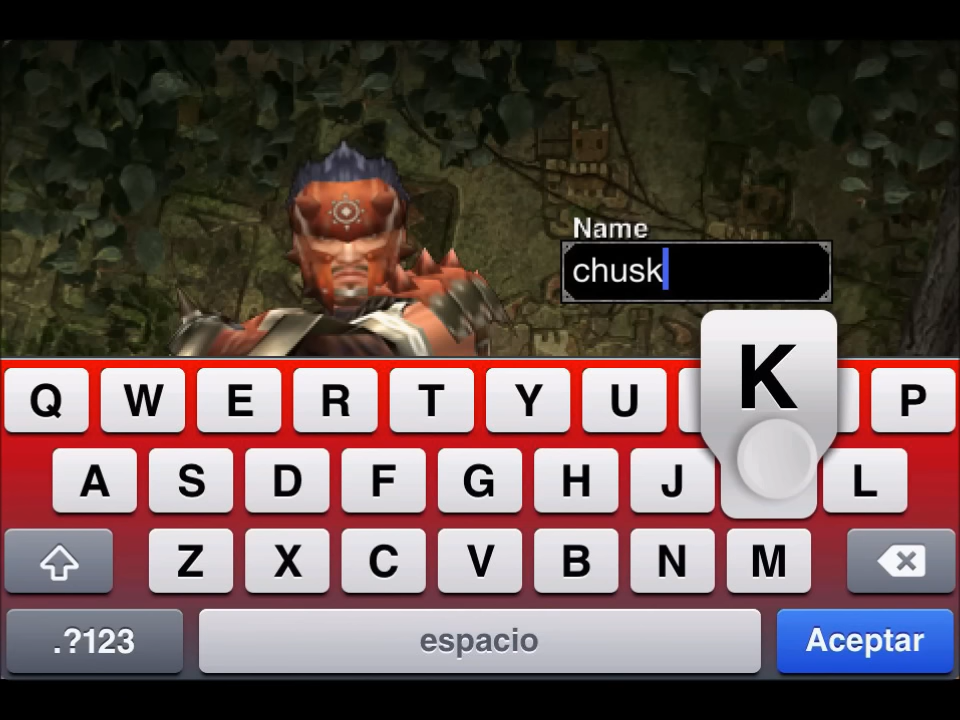 Name
chusk
K
Q W E R T Y U P
A S D F G H J L
Z X C V B N M
.?123 espacio Aceptar